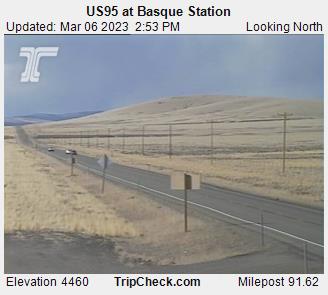 US95 at Basque Station
Updated: Mar 06 2023 2:53 PM Looking North
Elevation 4460 TripCheck.com Milepost 91.62